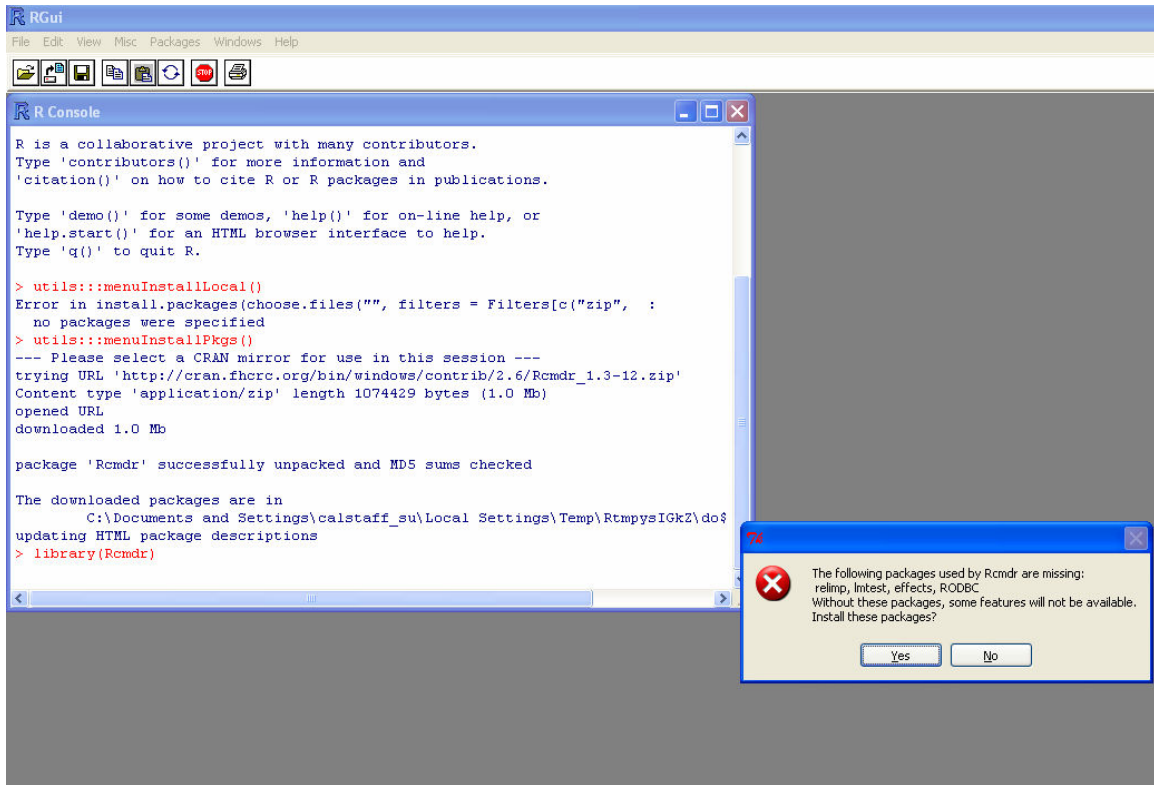 RGui
File Edit View Misc Packages Windows Help
STOP
R Console
R is a collaborative project with many contributors.
Type 'contributors()' for more information and
'citation()' on how to cite R or R packages in publications.
Type 'demo()' for some demos, 'help()' for on-line help, or
'help.start()' for an HTML browser interface to help.
Type 'q()' to quit R.
> utils:::menuInstallLocal()
Error in install.packages(choose.files("", filters = Filters[c("zip",  :
  no packages were specified
> utils:::menuInstallPkgs()
--- Please select a CRAN mirror for use in this session ---
trying URL 'http://cran.fhcrc.org/bin/windows/contrib/2.6/Rcmdr_1.3-12.zip'
Content type 'application/zip' length 1074429 bytes (1.0 Mb)
opened URL
downloaded 1.0 Mb
package 'Rcmdr' successfully unpacked and MD5 sums checked
The downloaded packages are in
        C:\Documents and Settings\calstaff_su\Local Settings\Temp\RtmpysIGkZ\do$
updating HTML package descriptions
> library(Rcmdr)
The following packages used by Rcmdr are missing:
relimp, lmtest, effects, RODBC
Without these packages, some features will not be available.
Install these packages?
Yes No